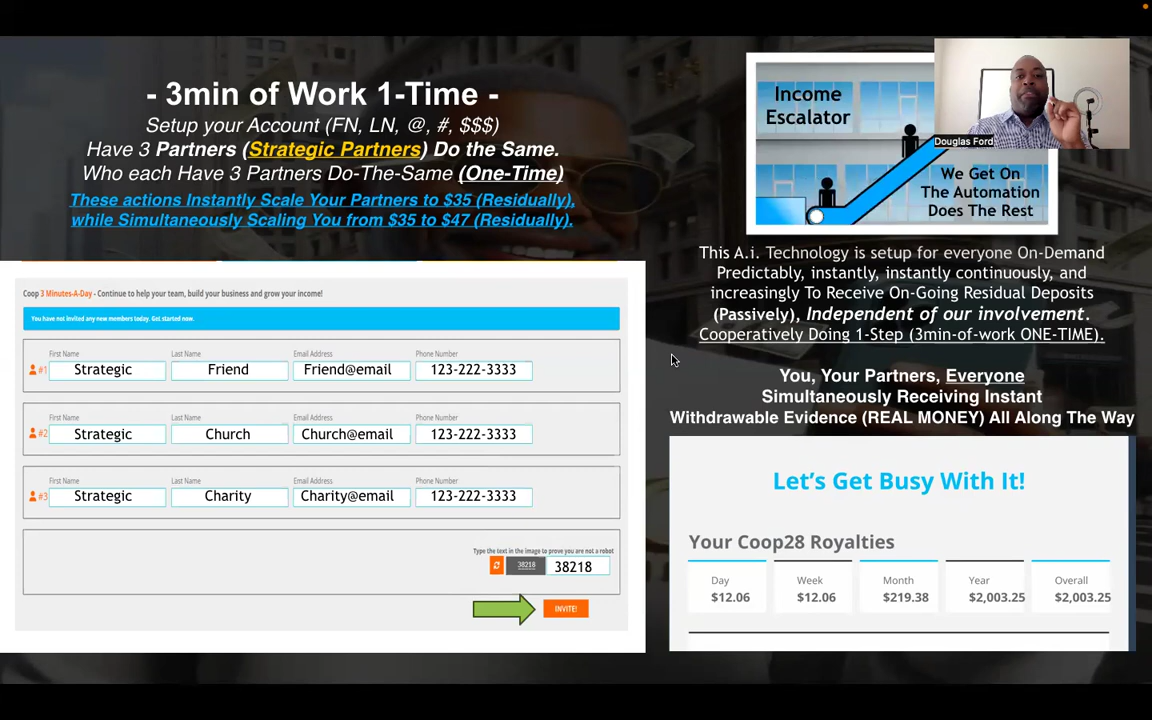 - 3min of Work 1-Time -
Setup your Account (FN, LN, @, #, $$$)
Have 3 Partners (Strategic Partners) Do the Same.
Who each Have 3 Partners Do-The-Same (One-Time)
These actions Instantly Scale Your Partners to $35 (Residually),
while Simultaneously Scaling You from $35 to $47 (Residually).
Coop 3 Minutes-A-Day - Continue to help your team, build your business and grow your income!
You have not invited any new members today. Get started now.
First Name Last Name Email Address Phone Number
#1 Strategic Friend Friend@email 123-222-3333
First Name Last Name Email Address Phone Number
#2 Strategic Church Church@email 123-222-3333
First Name Last Name Email Address Phone Number
#3 Strategic Charity Charity@email 123-222-3333
Type the text in the image to prove you are not a robot
38218 38218
INVITE!
Income
Escalator
Douglas Ford
We Get On
The Automation
Does The Rest
This A.i. Technology is setup for everyone On-Demand
Predictably, instantly, instantly continuously, and
increasingly To Receive On-Going Residual Deposits
(Passively), Independent of our involvement.
Cooperatively Doing 1-Step (3min-of-work ONE-TIME).
You, Your Partners, Everyone
Simultaneously Receiving Instant
Withdrawable Evidence (REAL MONEY) All Along The Way
Let's Get Busy With It!
Your Coop28 Royalties
Day Week Month Year Overall
$12.06 $12.06 $219.38 $2,003.25 $2,003.25